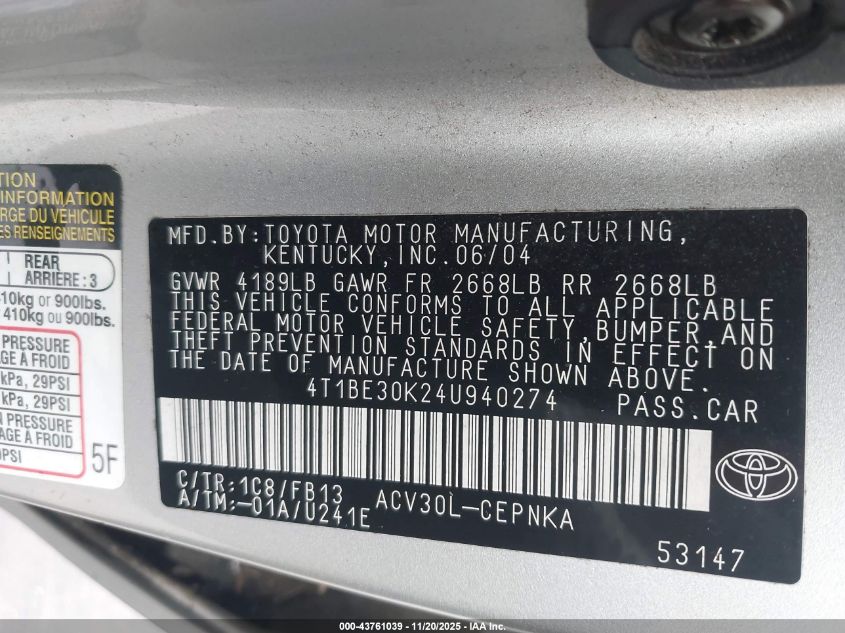 TION
INFORMATION
RGE DU VÉHICULE
ES RENSEIGNEMENTS
REAR
ARRIÈRE : 3
410kg or 900lbs.
410kg ou 900lbs.
PRESSURE
AGE À FROID
kPa, 29PSI
kPa, 29PSI
PRESSURE
AGE À FROID
PSI
5F
MFD.BY:TOYOTA MOTOR MANUFACTURING,
KENTUCKY,INC.06/04
GVWR 4189LB GAWR FR 2668LB RR 2668LB
THIS VEHICLE CONFORMS TO ALL APPLICABLE
FEDERAL MOTOR VEHICLE SAFETY,BUMPER,AND
THEFT PREVENTION STANDARDS IN EFFECT ON
THE DATE OF MANUFACTURE SHOWN ABOVE.
4T1BE30K24U940274 PASS.CAR
C/TR:1C8/FB13 ACV30L-CEPNKA
A/TM:-01A/U241E
53147
000-43761039 - 11/20/2025 - IAA Inc.